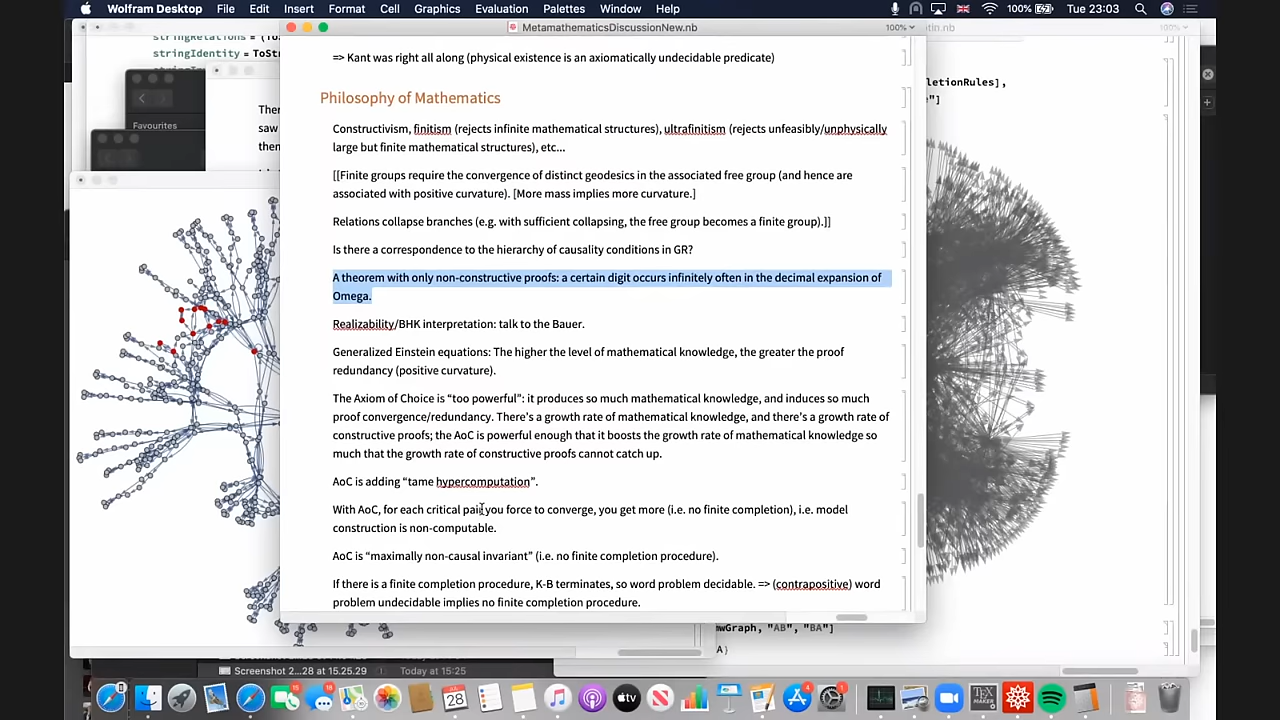 Wolfram Desktop File Edit Insert Format Cell Graphics Evaluation Palettes Window Help 100% Tue 23:03
MetamathematicsDiscussionNew.nb 100%
stringIdentity = ToStr
Favourites
Ther
saw
then
=> Kant was right all along (physical existence is an axiomatically undecidable predicate)
Philosophy of Mathematics
Constructivism, finitism (rejects infinite mathematical structures), ultrafinitism (rejects unfeasibly/unphysically
large but finite mathematical structures), etc...
[[Finite groups require the convergence of distinct geodesics in the associated free group (and hence are
associated with positive curvature). [More mass implies more curvature.]
Relations collapse branches (e.g. with sufficient collapsing, the free group becomes a finite group).]]
Is there a correspondence to the hierarchy of causality conditions in GR?
A theorem with only non-constructive proofs: a certain digit occurs infinitely often in the decimal expansion of
Omega.
Realizability/BHK interpretation: talk to the Bauer.
Generalized Einstein equations: The higher the level of mathematical knowledge, the greater the proof
redundancy (positive curvature).
The Axiom of Choice is “too powerful”: it produces so much mathematical knowledge, and induces so much
proof convergence/redundancy. There’s a growth rate of mathematical knowledge, and there’s a growth rate of
constructive proofs; the AoC is powerful enough that it boosts the growth rate of mathematical knowledge so
much that the growth rate of constructive proofs cannot catch up.
AoC is adding “tame hypercomputation”.
With AoC, for each critical pair you force to converge, you get more (i.e. no finite completion), i.e. model
construction is non-computable.
AoC is “maximally non-causal invariant” (i.e. no finite completion procedure).
If there is a finite completion procedure, K-B terminates, so word problem decidable. => (contrapositive) word
problem undecidable implies no finite completion procedure.
letionRules],
"]
wGraph, "AB", "BA"]
A}
Screenshot 2...28 at 15.25.29 Today at 15:25